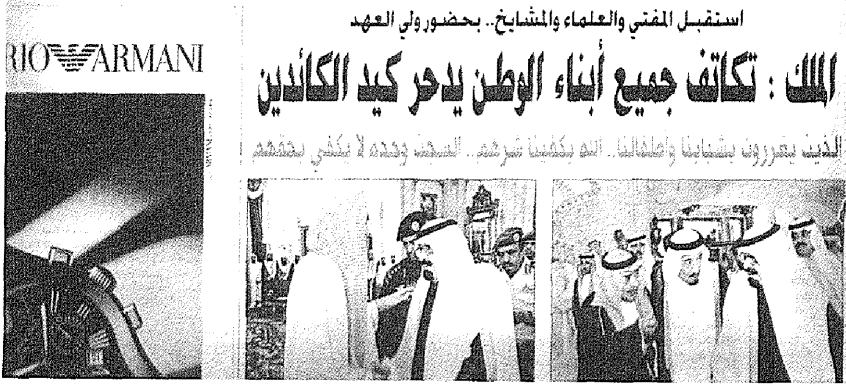 استقبل المفتي والعلماء والمشايخ.. بحضور ولي العهد
الملك : تكاتف جميع أبناء الوطن يدحر كيد الكائدين
الذين يغررون بشبابنا وأطفالنا.. الله يكفينا شرهم.. السجن وحده لا يكفي بحقهم
RIO ARMANI